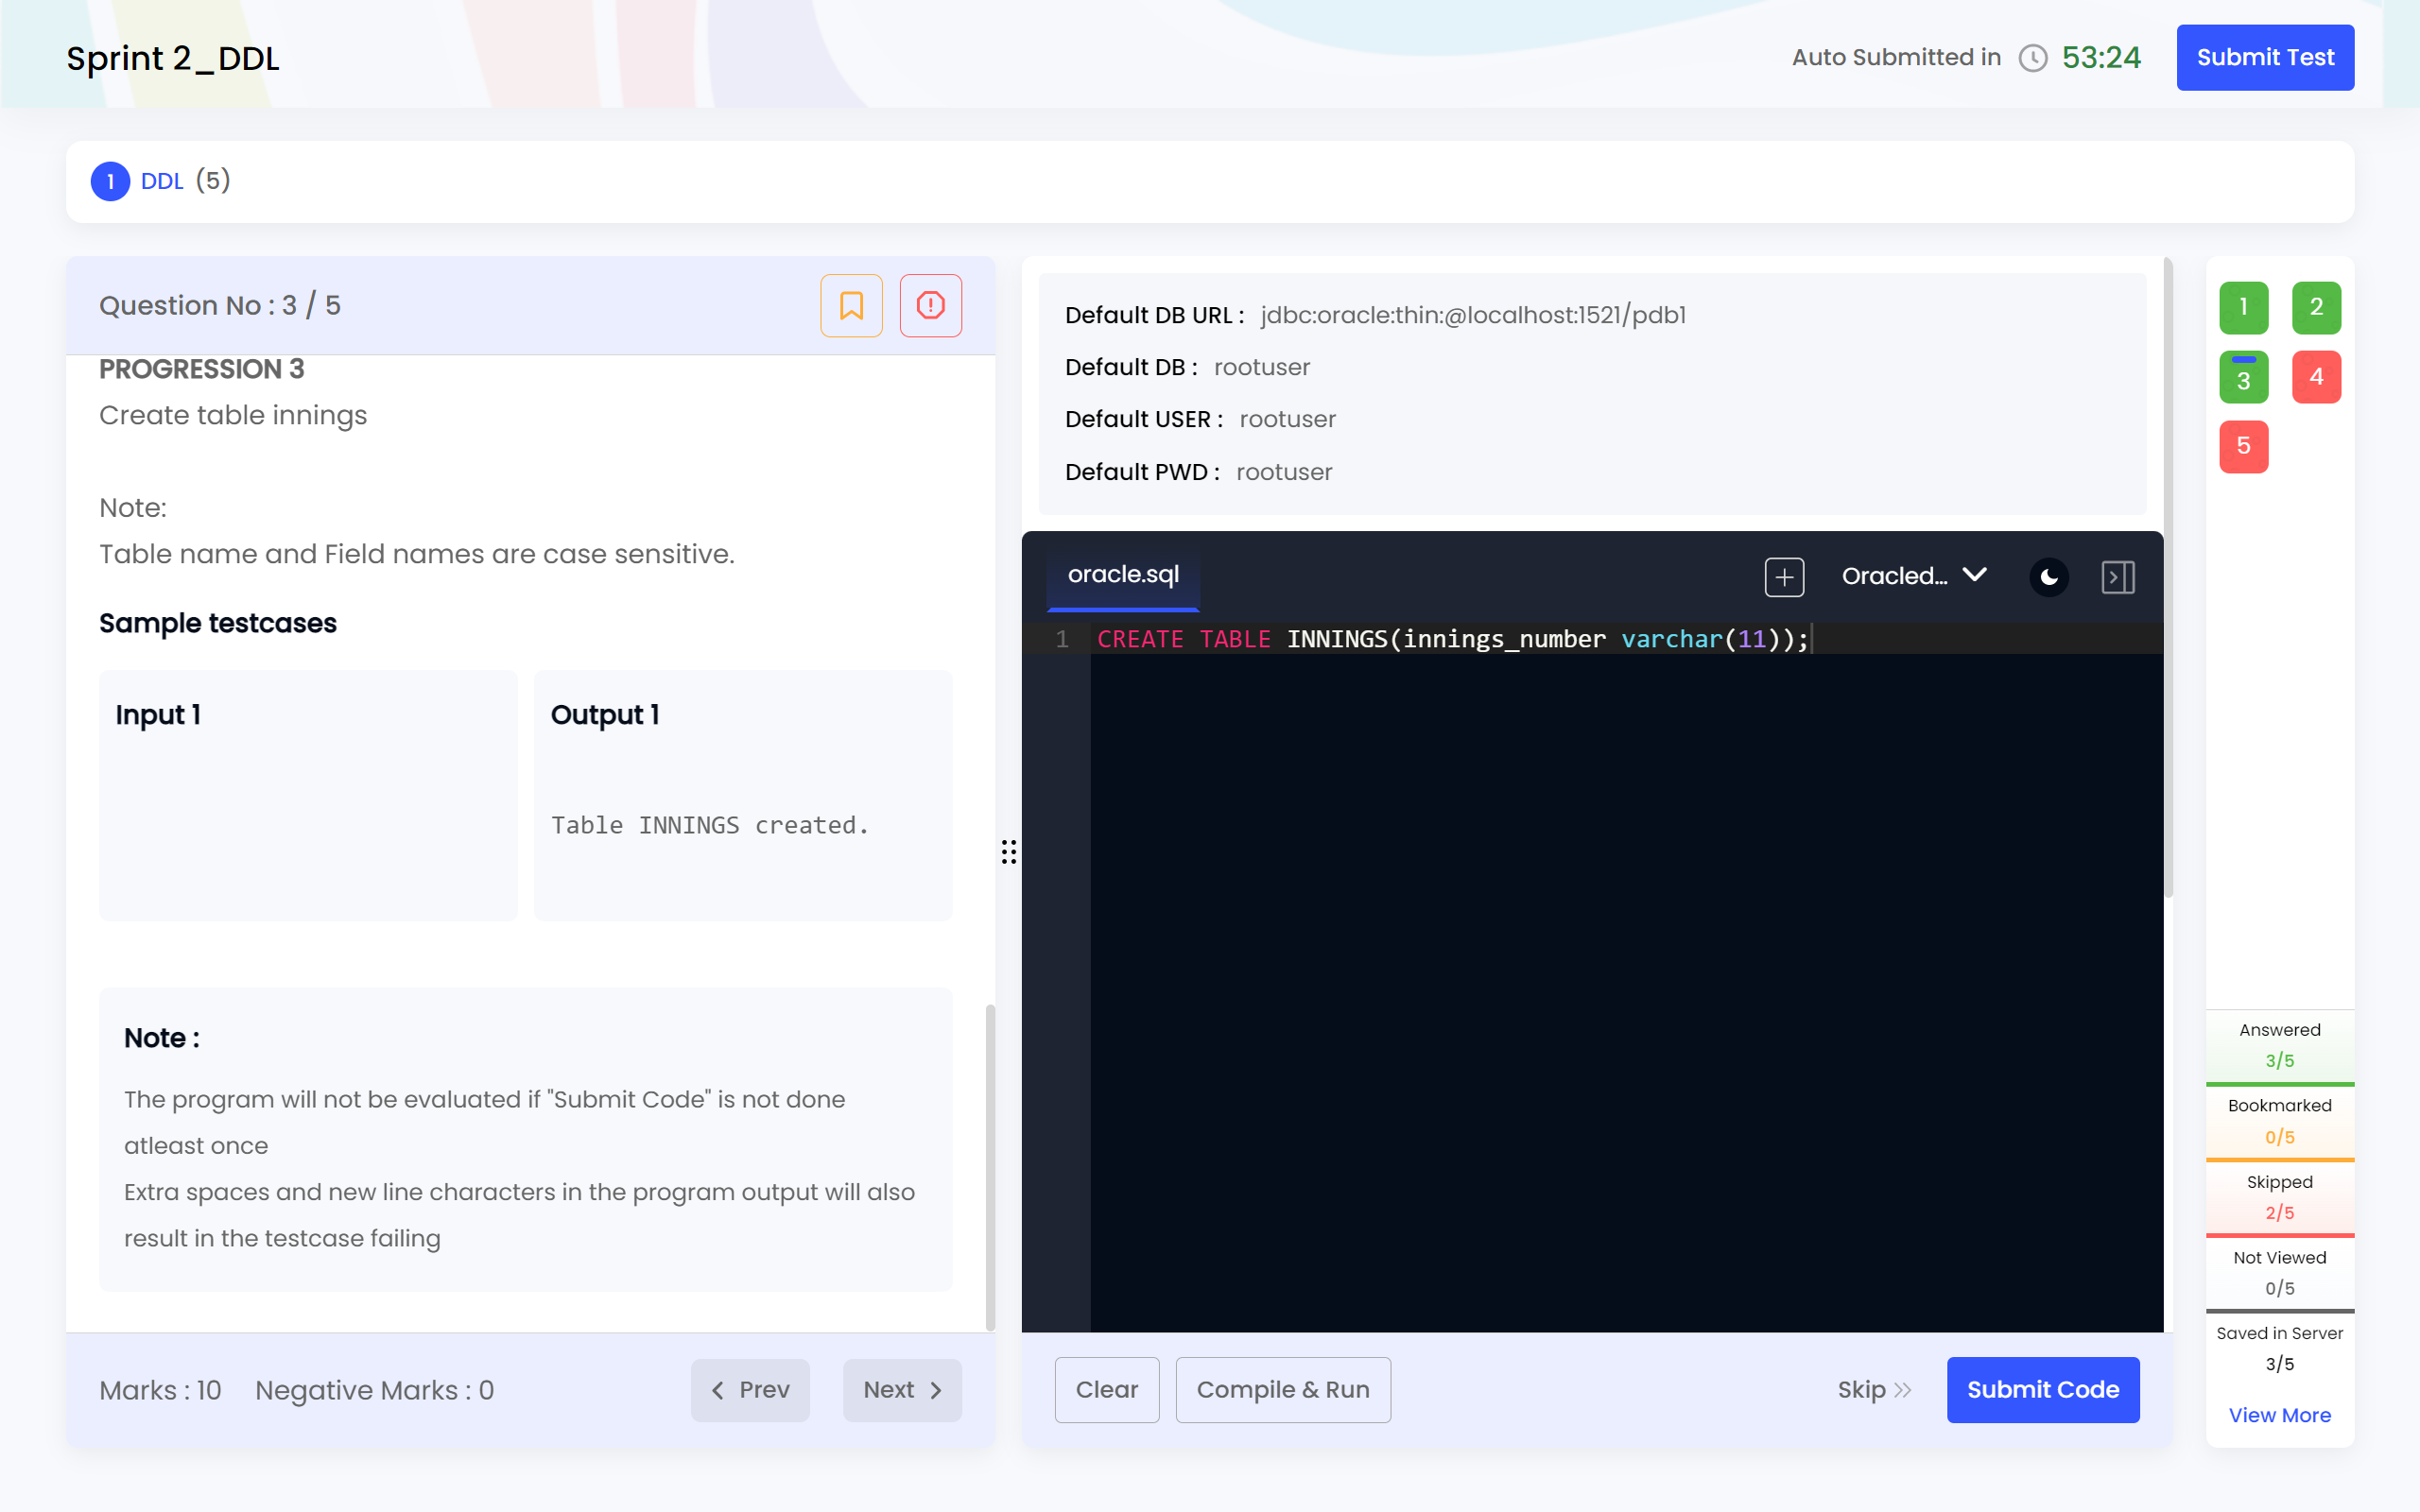 Sprint 2_DDL
Auto Submitted in 53:24
Submit Test
1 DDL (5)
Question No : 3 / 5
PROGRESSION 3
Create table innings
Note:
Table name and Field names are case sensitive.
Sample testcases
Input 1
Output 1
Table INNINGS created.
Note :
The program will not be evaluated if "Submit Code" is not done
atleast once
Extra spaces and new line characters in the program output will also
result in the testcase failing
Marks : 10 Negative Marks : 0
Prev
Next
Default DB URL : jdbc:oracle:thin:@localhost:1521/pdb1
Default DB : rootuser
Default USER : rootuser
Default PWD : rootuser
oracle.sql
Oracled...
1 CREATE TABLE INNINGS(innings_number varchar(11));
Clear
Compile & Run
Skip
Submit Code
1 2
3 4
5
Answered
3/5
Bookmarked
0/5
Skipped
2/5
Not Viewed
0/5
Saved in Server
3/5
View More